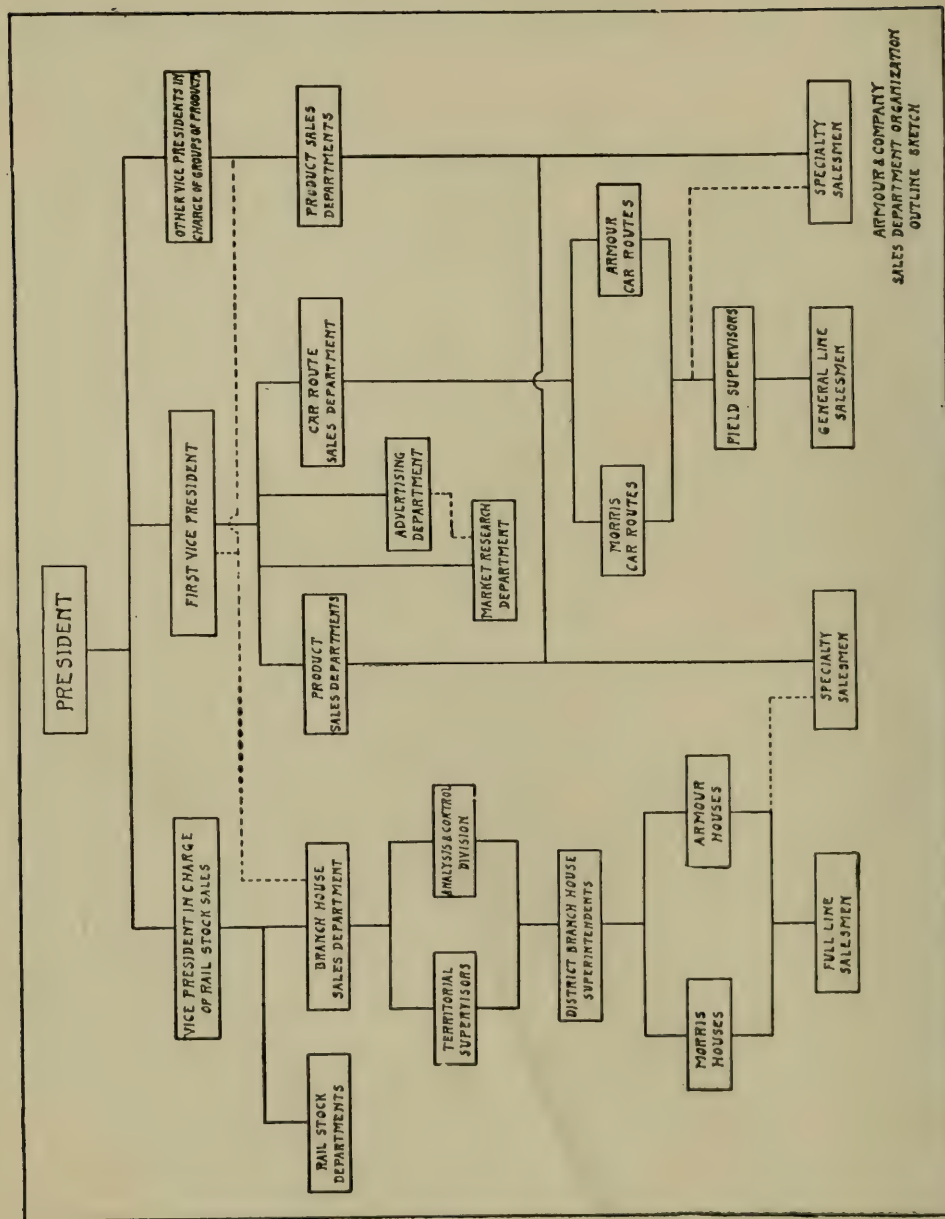 PRESIDENT
VICE PRESIDENT IN CHARGE
OF RAIL STOCK SALES
FIRST VICE PRESIDENT
OTHER VICE PRESIDENTS IN
CHARGE OF GROUPS OF PRODUCTS
RAIL STOCK
DEPARTMENTS
BRANCH HOUSE
SALES DEPARTMENT
PRODUCT
SALES DEPARTMENTS
CAR ROUTE
SALES DEPARTMENT
PRODUCT SALES
DEPARTMENTS
ADVERTISING
DEPARTMENT
MARKET RESEARCH
DEPARTMENT
TERRITORIAL
SUPERVISORS
ANALYSIS & CONTROL
DIVISION
DISTRICT BRANCH HOUSE
SUPERINTENDENTS
MORRIS
CAR ROUTES
ARMOUR
CAR ROUTES
MORRIS
HOUSES
ARMOUR
HOUSES
FIELD SUPERVISORS
FULL LINE
SALESMEN
SPECIALTY
SALESMEN
GENERAL LINE
SALESMEN
SPECIALTY
SALESMEN
ARMOUR & COMPANY
SALES DEPARTMENT ORGANIZATION
OUTLINE SKETCH